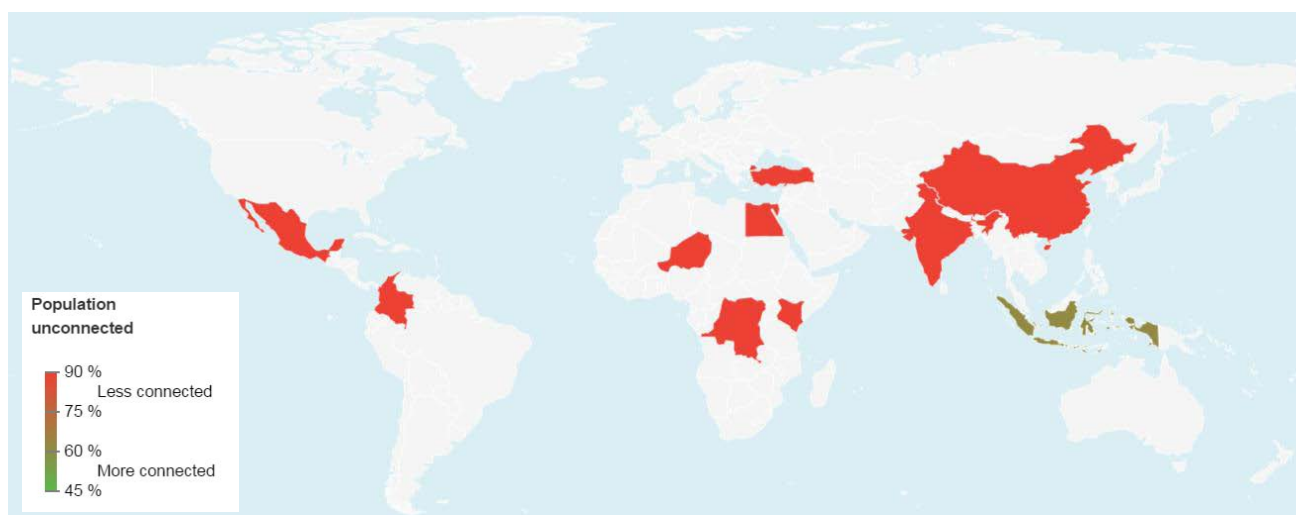 Population
unconnected
90 %
Less connected
75 %
60 %
More connected
45 %